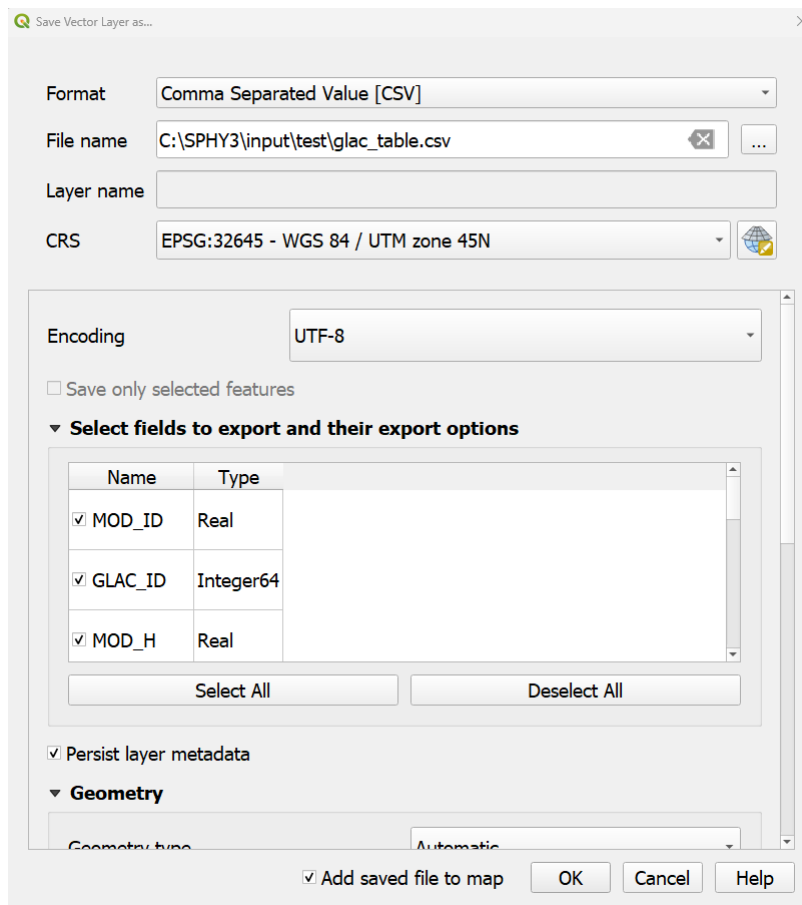 Save Vector Layer as...
Format Comma Separated Value [CSV]
File name C:\SPHY3\input\test\glac_table.csv ...
Layer name
CRS EPSG:32645 - WGS 84 / UTM zone 45N
Encoding UTF-8
Save only selected features
Select fields to export and their export options
Name Type
MOD_ID Real
GLAC_ID Integer64
MOD_H Real
Select All Deselect All
Persist layer metadata
Geometry
Geometry type Automatic
Add saved file to map OK Cancel Help